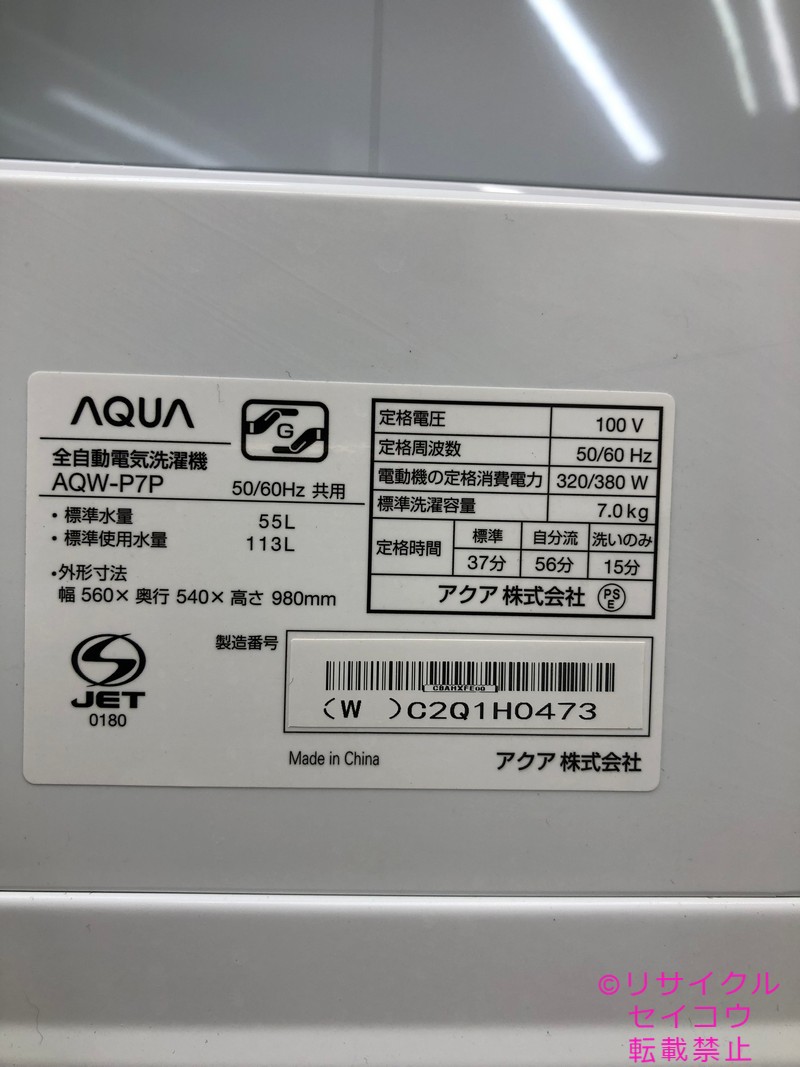 AQUA
G
全自動電気洗濯機
AQW-P7P
50/60Hz 共用
・標準水量 55L
・標準使用水量 113L
・外形寸法
幅 560× 奥行 540× 高さ 980mm
定格電圧 100 V
定格周波数 50/60 Hz
電動機の定格消費電力 320/380 W
標準洗濯容量 7.0kg
定格時間 標準 自分流 洗いのみ
37分 56分 15分
アクア 株式会社 PSE
JET
0180
製造番号
CBAHXFE00
(W )C2Q1H0473
Made in China
アクア 株式会社
©リサイクル
セイコウ
転載禁止